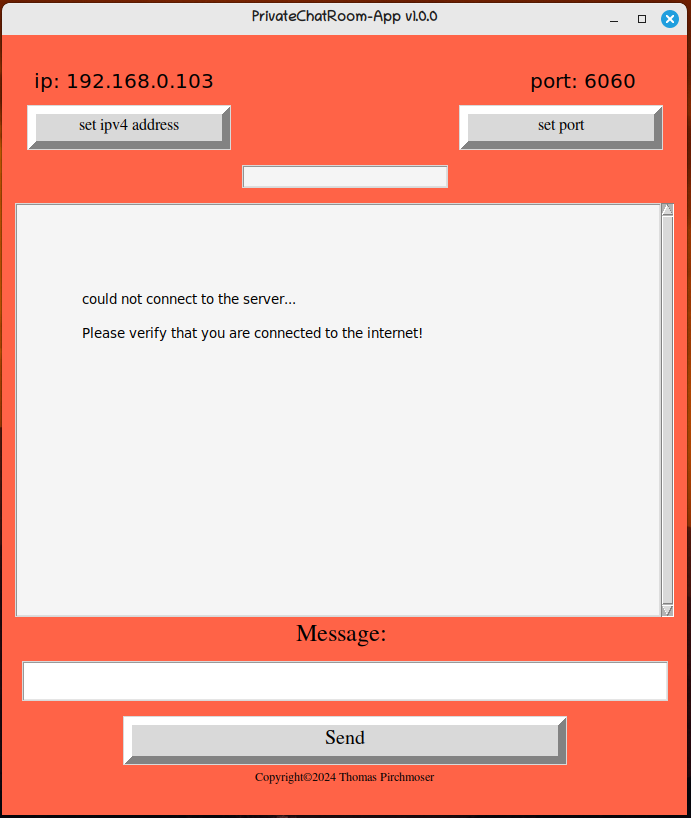 PrivateChatRoom-App v1.0.0
ip: 192.168.0.103
port: 6060
set ipv4 address
set port
could not connect to the server...
Please verify that you are connected to the internet!
Message:
Send
Copyright©2024 Thomas Pirchmoser